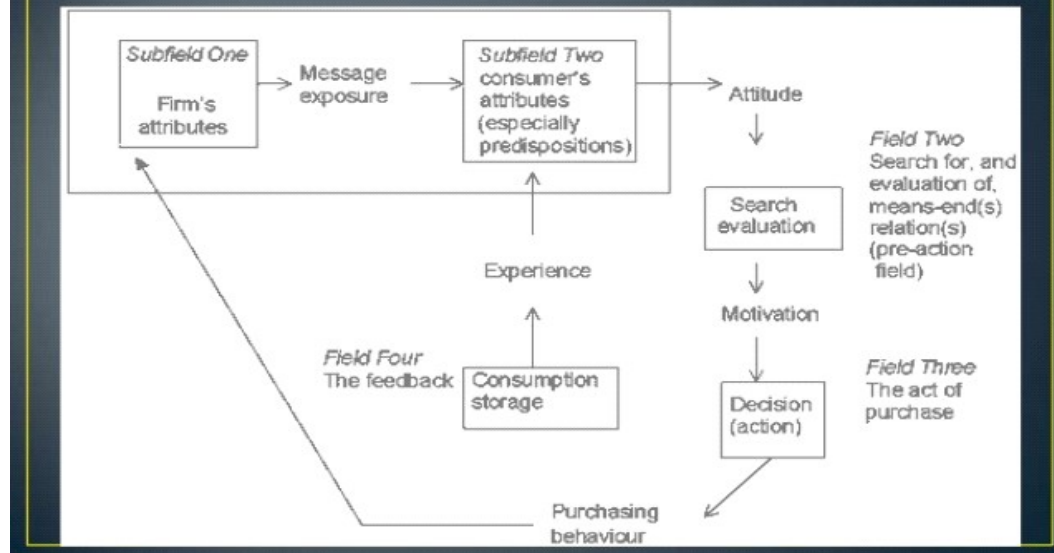 Subfield One
Firm's
attributes
Message
exposure
Subfield Two
consumer's
attributes
(especially
predispositions)
Attitude
Field Two
Search for, and
evaluation of,
means-end(s)
relation(s)
(pre-action
field)
Search
evaluation
Experience
Motivation
Field Four
The feedback
Consumption
storage
Field Three
The act of
purchase
Decision
(action)
Purchasing
behaviour